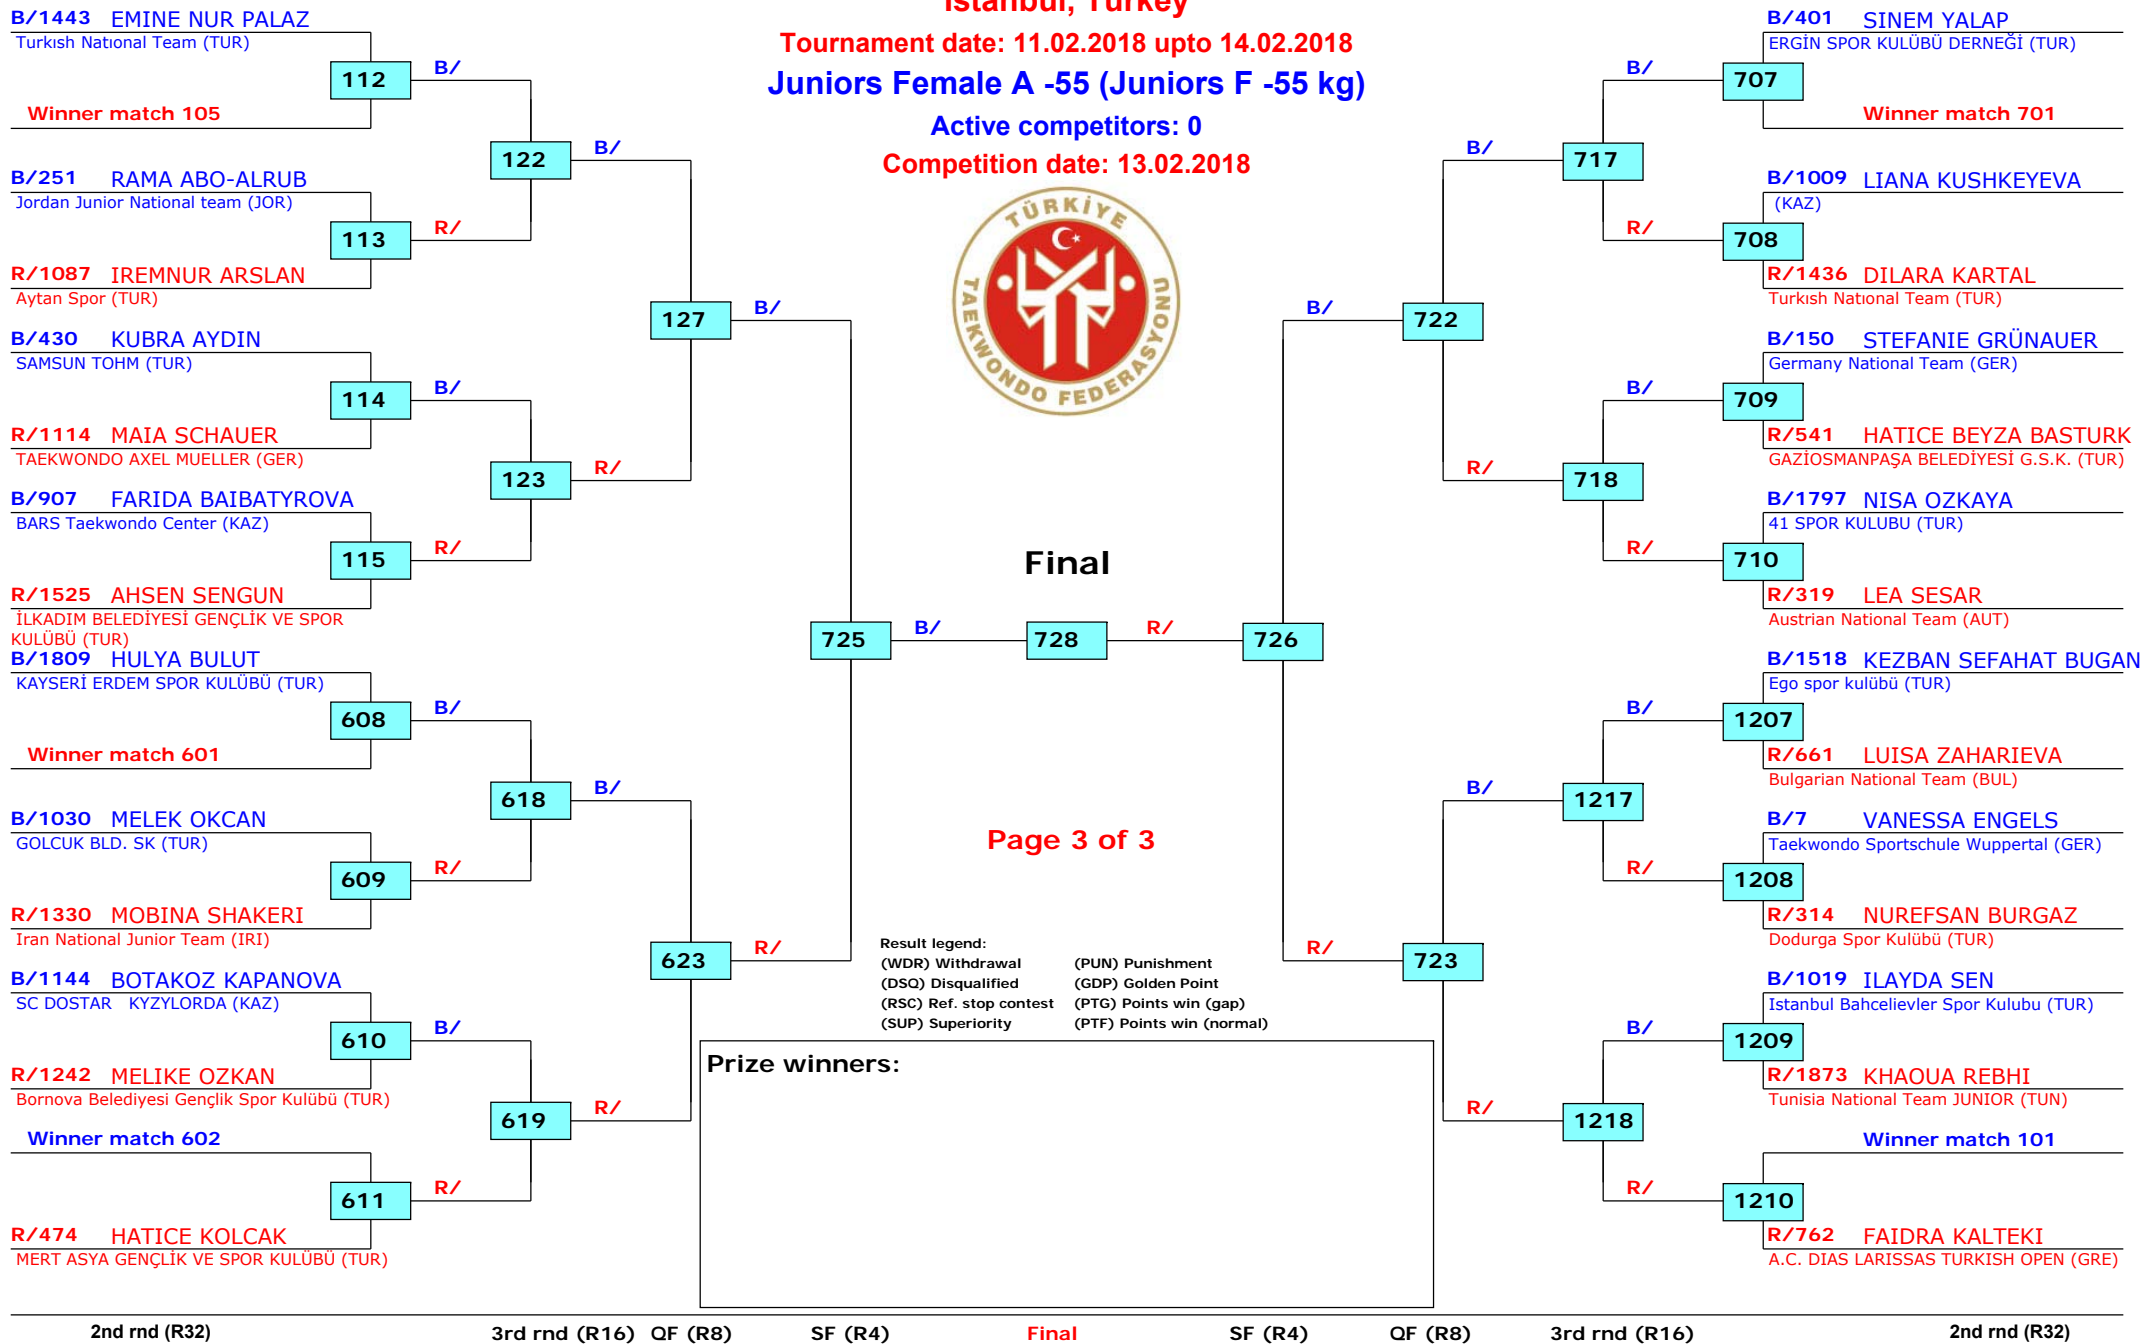 Istanbul, Turkey
Tournament date: 11.02.2018 upto 14.02.2018
Juniors Female A -55 (Juniors F -55 kg)
Active competitors: 0
Competition date: 13.02.2018
TÜRKİYE
TAEKWONDO FEDERASYONU
B/1443 EMINE NUR PALAZ
Turkısh Natıonal Team (TUR)
112
B/
Winner match 105
122
B/
B/251 RAMA ABO-ALRUB
Jordan Junior National team (JOR)
113
R/
R/1087 IREMNUR ARSLAN
Aytan Spor (TUR)
127
B/
B/430 KUBRA AYDIN
SAMSUN TOHM (TUR)
114
B/
R/1114 MAIA SCHAUER
TAEKWONDO AXEL MUELLER (GER)
123
R/
B/907 FARIDA BAIBATYROVA
BARS Taekwondo Center (KAZ)
115
R/
R/1525 AHSEN SENGUN
İLKADIM BELEDİYESİ GENÇLİK VE SPOR
KULÜBÜ (TUR)
B/1809 HULYA BULUT
KAYSERİ ERDEM SPOR KULÜBÜ (TUR)
608
B/
Winner match 601
618
B/
B/1030 MELEK OKCAN
GOLCUK BLD. SK (TUR)
609
R/
R/1330 MOBINA SHAKERI
Iran National Junior Team (IRI)
623
R/
B/1144 BOTAKOZ KAPANOVA
SC DOSTAR KYZYLORDA (KAZ)
610
B/
R/1242 MELIKE OZKAN
Bornova Belediyesi Gençlik Spor Kulübü (TUR)
619
R/
Winner match 602
611
R/
R/474 HATICE KOLCAK
MERT ASYA GENÇLİK VE SPOR KULÜBÜ (TUR)
Final
725
B/
728
R/
726
Page 3 of 3
Result legend:
(WDR) Withdrawal (PUN) Punishment
(DSQ) Disqualified (GDP) Golden Point
(RSC) Ref. stop contest (PTG) Points win (gap)
(SUP) Superiority (PTF) Points win (normal)
Prize winners:
B/401 SINEM YALAP
ERGİN SPOR KULÜBÜ DERNEĞİ (TUR)
B/
707
Winner match 701
B/
717
B/1009 LIANA KUSHKEYEVA
(KAZ)
R/
708
R/1436 DILARA KARTAL
Turkısh Natıonal Team (TUR)
B/
722
B/150 STEFANIE GRÜNAUER
Germany National Team (GER)
B/
709
R/541 HATICE BEYZA BASTURK
GAZİOSMANPAŞA BELEDİYESİ G.S.K. (TUR)
R/
718
B/1797 NISA OZKAYA
41 SPOR KULUBU (TUR)
R/
710
R/319 LEA SESAR
Austrian National Team (AUT)
B/1518 KEZBAN SEFAHAT BUGAN
Ego spor kulübü (TUR)
B/
1207
R/661 LUISA ZAHARIEVA
Bulgarian National Team (BUL)
B/
1217
B/7 VANESSA ENGELS
Taekwondo Sportschule Wuppertal (GER)
R/
1208
R/314 NUREFSAN BURGAZ
Dodurga Spor Kulübü (TUR)
R/
723
B/1019 ILAYDA SEN
Istanbul Bahcelievler Spor Kulubu (TUR)
B/
1209
R/1873 KHAOUA REBHI
Tunisia National Team JUNIOR (TUN)
R/
1218
Winner match 101
R/
1210
R/762 FAIDRA KALTEKI
A.C. DIAS LARISSAS TURKISH OPEN (GRE)
2nd rnd (R32) 3rd rnd (R16) QF (R8) SF (R4) Final SF (R4) QF (R8) 3rd rnd (R16) 2nd rnd (R32)